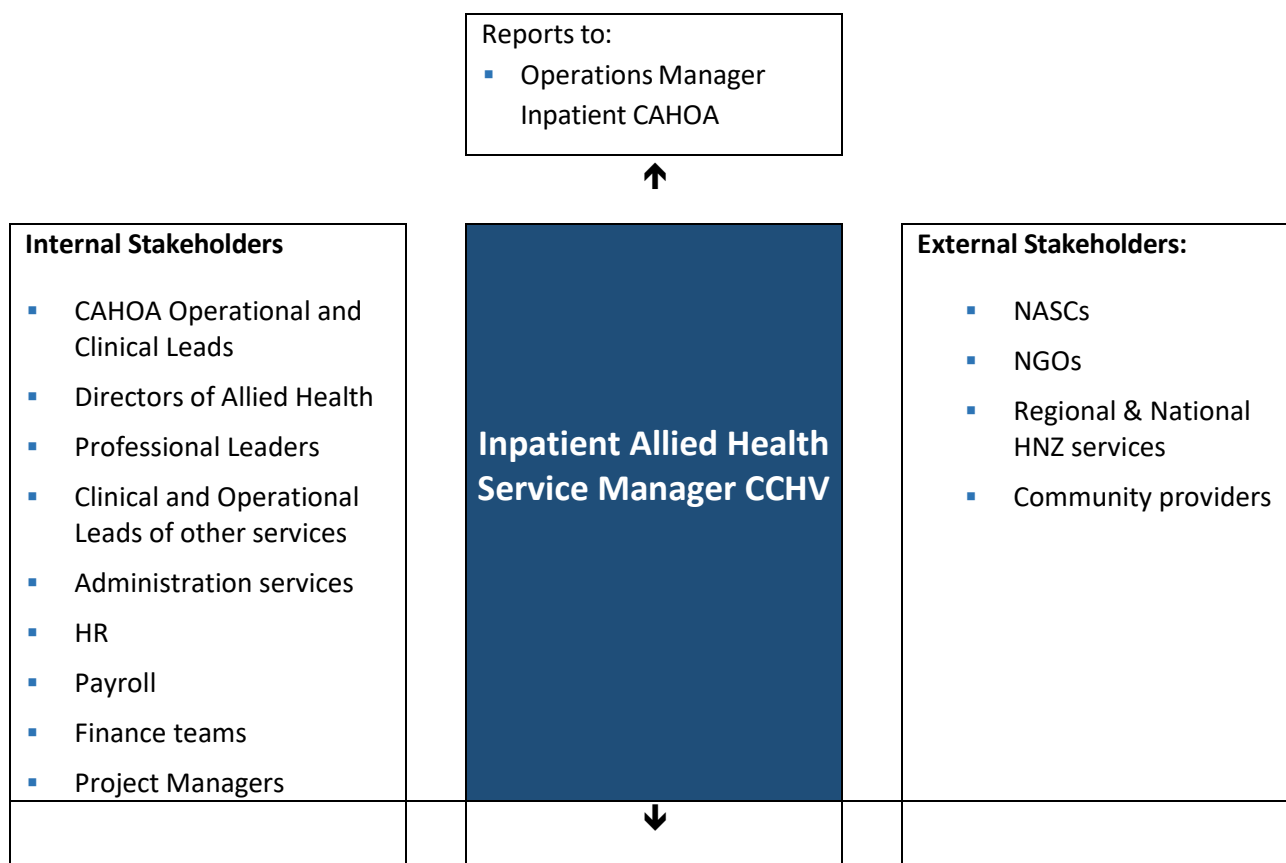 Reports to:
▪ Operations Manager
Inpatient CAHOA
🡱
Internal Stakeholders
▪ CAHOA Operational and
Clinical Leads
▪ Directors of Allied Health
▪ Professional Leaders
▪ Clinical and Operational
Leads of other services
▪ Administration services
▪ HR
▪ Payroll
▪ Finance teams
▪ Project Managers
Inpatient Allied Health
Service Manager CCHV
External Stakeholders:
▪ NASCs
▪ NGOs
▪ Regional & National
HNZ services
▪ Community providers
🡳